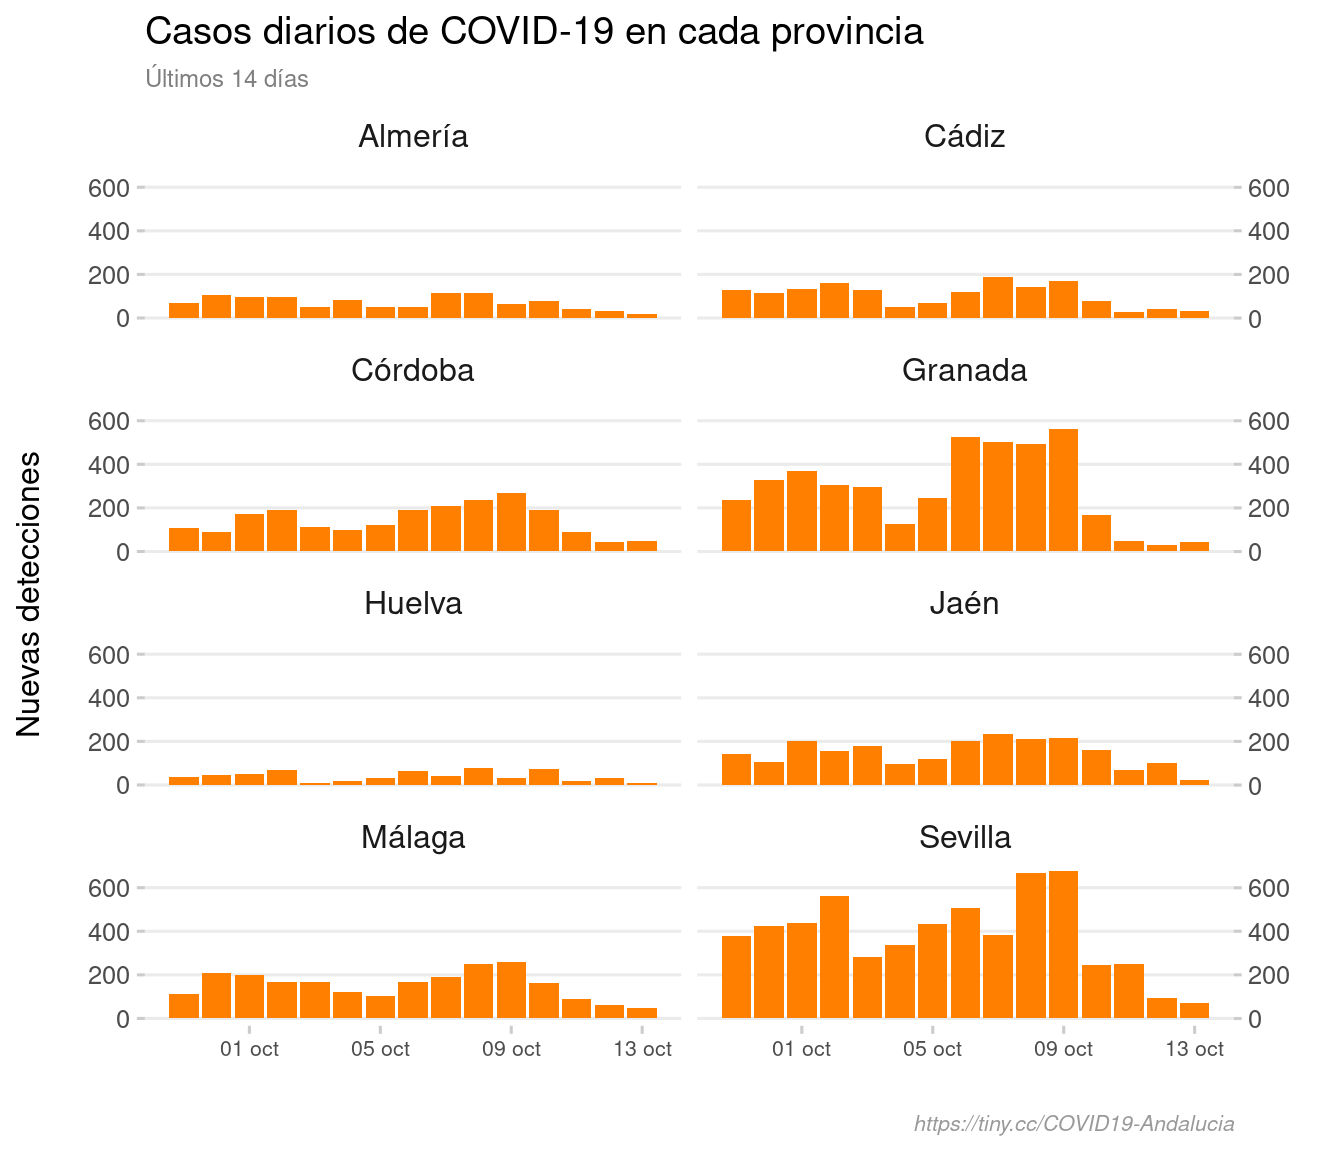 Casos diarios de COVID-19 en cada provincia
Últimos 14 días
Nuevas detecciones
Almería
Cádiz
600
400
200
0
600
400
200
0
Córdoba
Granada
600
400
200
0
600
400
200
0
Huelva
Jaén
600
400
200
0
600
400
200
0
Málaga
Sevilla
600
400
200
0
600
400
200
0
01 oct 05 oct 09 oct 13 oct
01 oct 05 oct 09 oct 13 oct
https://tiny.cc/COVID19-Andalucia